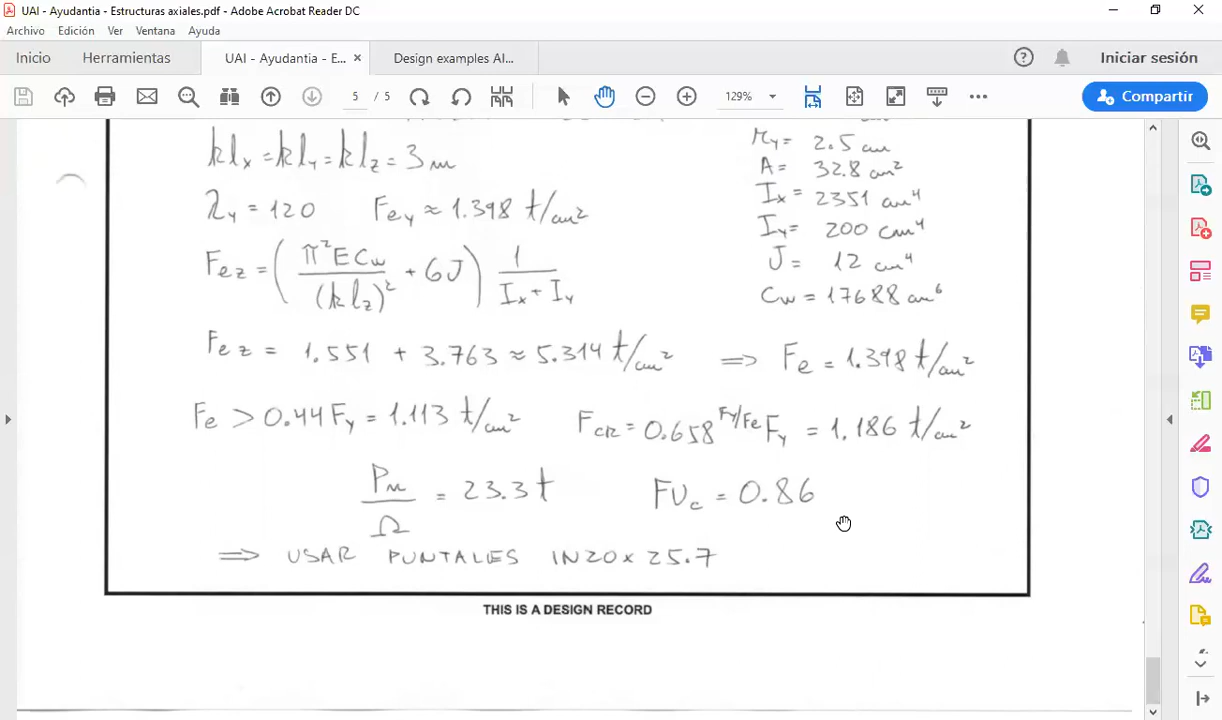 UAI - Ayudantia - Estructuras axiales.pdf - Adobe Acrobat Reader DC
Archivo Edición Ver Ventana Ayuda
Inicio Herramientas UAI - Ayudantia - E... × Design examples AI... Iniciar sesión
5 / 5 129% Compartir
klx = kly = klz = 3 m
λy = 120 Fey ≈ 1.398 t/cm²
Fez = (π²ECw/(klz)² + GJ) 1/(Ix + Iy)
Fez = 1.551 + 3.763 ≈ 5.314 t/cm² ⇒ Fe = 1.398 t/cm²
Fe > 0.44Fy = 1.113 t/cm² Fcr = 0.658^(Fy/Fe) Fy = 1.186 t/cm²
Pn/Ω = 23.3 t FUc = 0.86
⇒ USAR PUNTALES IN20x25.7
ry = 2.5 cm
A = 32.8 cm²
Ix = 2351 cm⁴
Iy = 200 cm⁴
J = 12 cm⁴
Cw = 17688 cm⁶
THIS IS A DESIGN RECORD